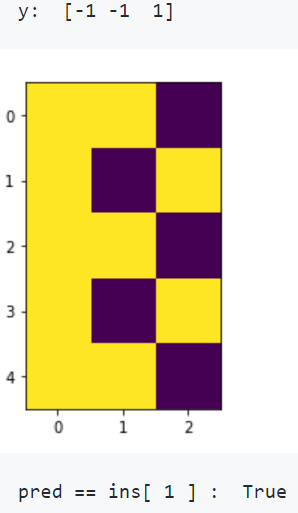 y:  [-1 -1  1]
0
1
2
3
4
0 1 2
pred == ins[ 1 ] :  True